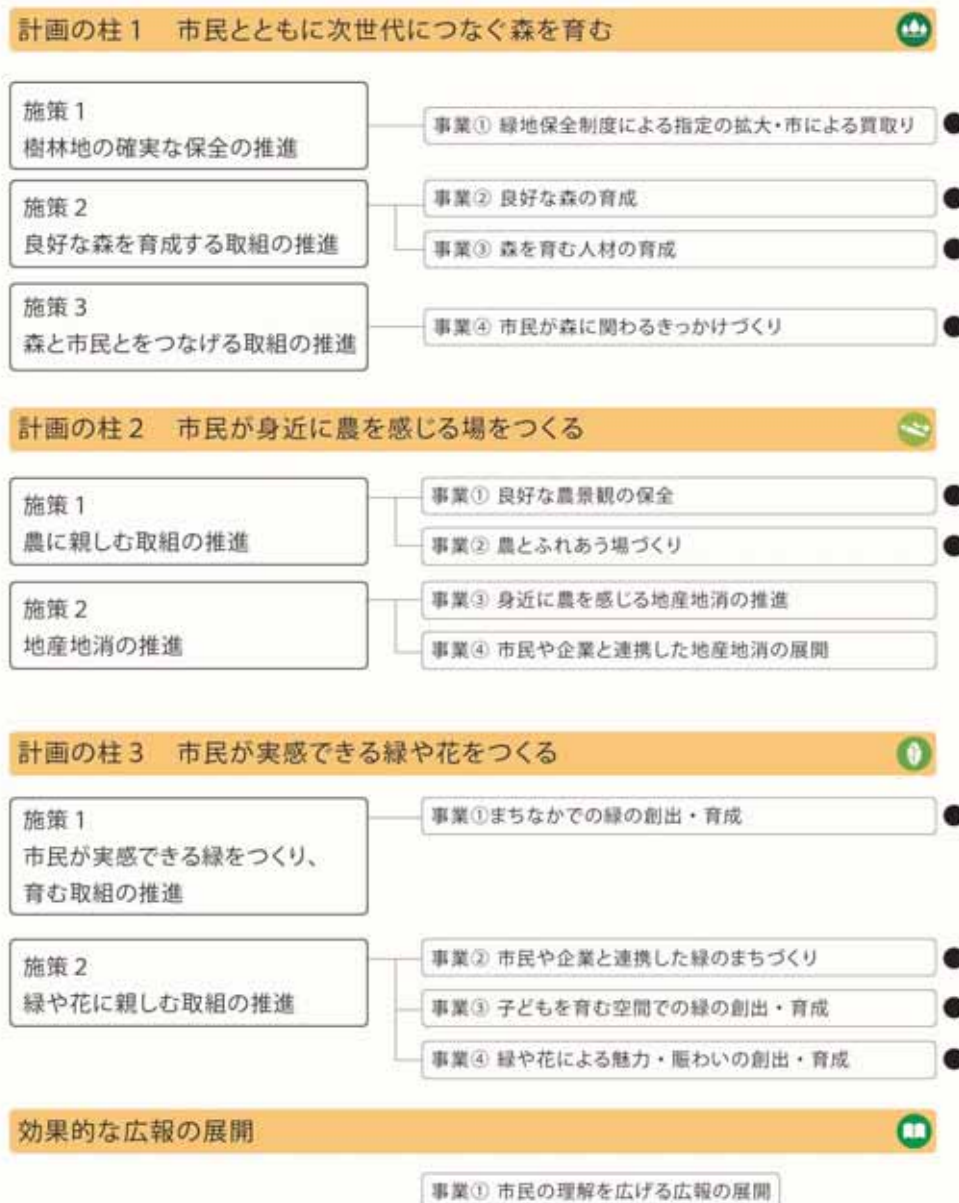 計画の柱 1　市民とともに次世代につなぐ森を育む
施策 1
樹林地の確実な保全の推進
事業① 緑地保全制度による指定の拡大・市による買取り
施策 2
良好な森を育成する取組の推進
事業② 良好な森の育成
事業③ 森を育む人材の育成
施策 3
森と市民とをつなげる取組の推進
事業④ 市民が森に関わるきっかけづくり
計画の柱 2　市民が身近に農を感じる場をつくる
施策 1
農に親しむ取組の推進
事業① 良好な農景観の保全
事業② 農とふれあう場づくり
施策 2
地産地消の推進
事業③ 身近に農を感じる地産地消の推進
事業④ 市民や企業と連携した地産地消の展開
計画の柱 3　市民が実感できる緑や花をつくる
施策 1
市民が実感できる緑をつくり、
育む取組の推進
事業①まちなかでの緑の創出・育成
施策 2
緑や花に親しむ取組の推進
事業② 市民や企業と連携した緑のまちづくり
事業③ 子どもを育む空間での緑の創出・育成
事業④ 緑や花による魅力・賑わいの創出・育成
効果的な広報の展開
事業① 市民の理解を広げる広報の展開